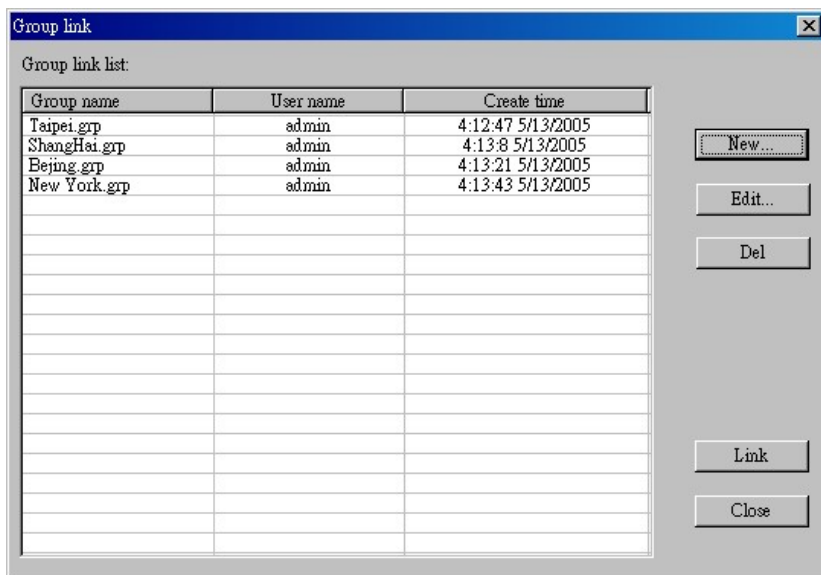 Group link
Group link list:
Group name User name Create time
Taipei.grp admin 4:12:47 5/13/2005
ShangHai.grp admin 4:13:8 5/13/2005
Bejing.grp admin 4:13:21 5/13/2005
New York.grp admin 4:13:43 5/13/2005
New...
Edit...
Del
Link
Close